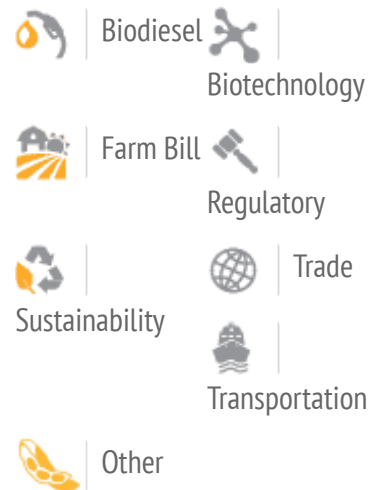 Biodiesel
Biotechnology
Farm Bill
Regulatory
Sustainability
Trade
Transportation
Other